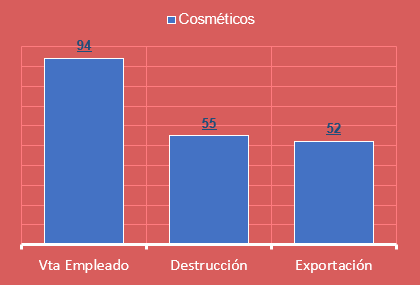 Cosméticos
94
55
52
Vta Empleado
Destrucción
Exportación